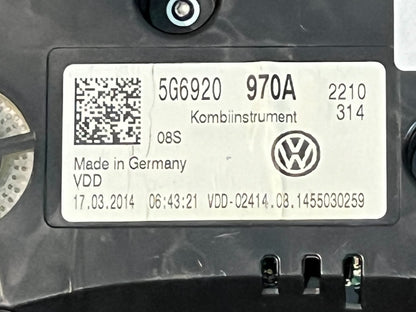 5G6920 970A 2210
Kombiinstrument 314
08S
Made in Germany
VDD
17.03.2014 06:43:21 VDD-02414.08.1455030259